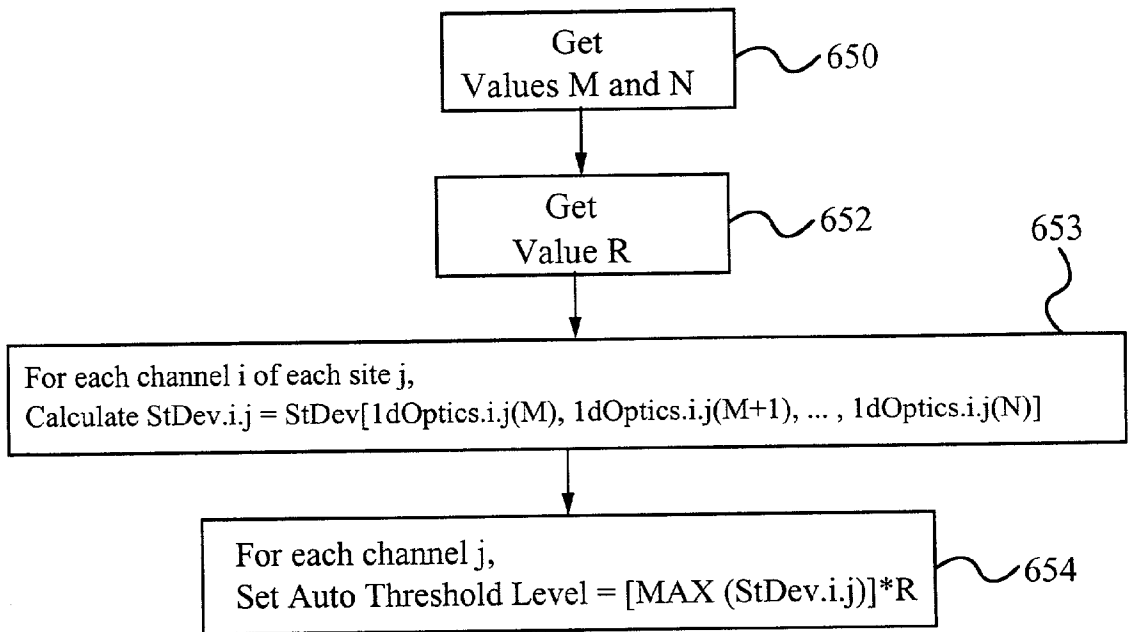 Get
Values M and N
650
Get
Value R
652
653
For each channel i of each site j,
Calculate StDev.i.j = StDev[1dOptics.i.j(M), 1dOptics.i.j(M+1), ... , 1dOptics.i.j(N)]
For each channel j,
Set Auto Threshold Level = [MAX (StDev.i.j)]*R
654